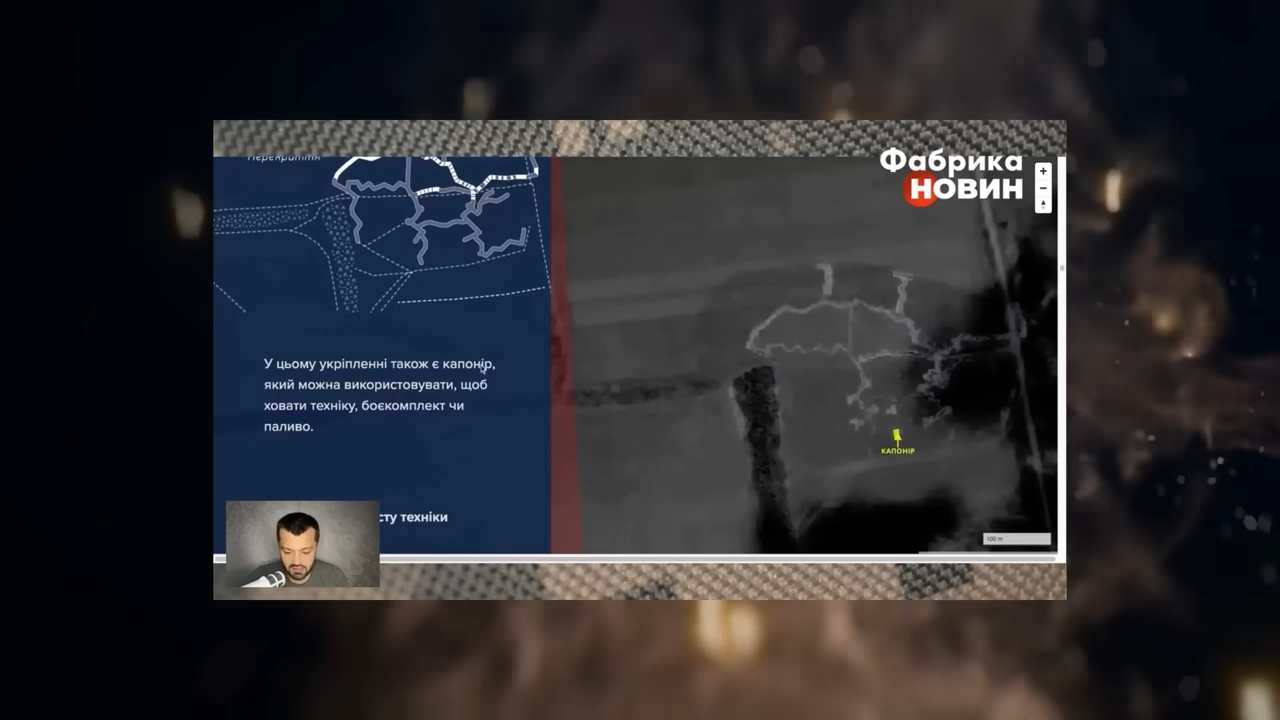 Перекриття
Фабрика
НОВИН
У цьому укріпленні також є капонір,
який можна використовувати, щоб
ховати техніку, боєкомплект чи
паливо.
КАПОНІР
сту техніки
100 m